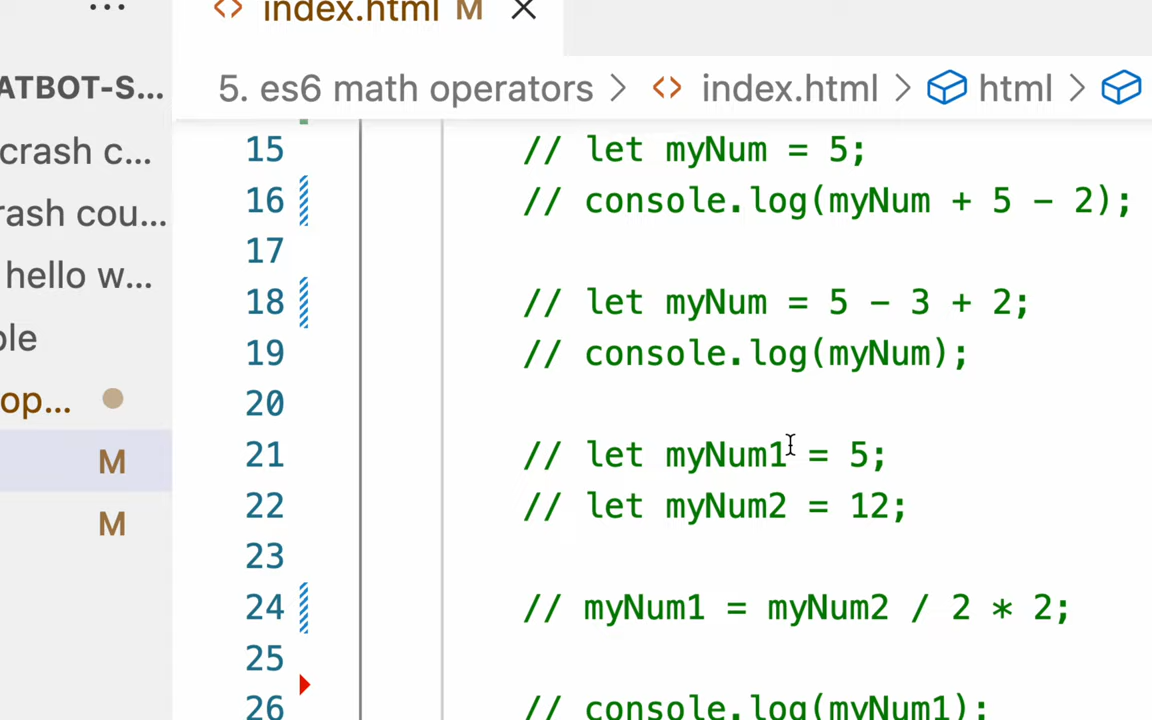 ...
index.html M
ATBOT-S...
5. es6 math operators > index.html > html >
crash c...
rash cou...
hello w...
ple
op...
M
M
15 // let myNum = 5;
16 // console.log(myNum + 5 - 2);
17
18 // let myNum = 5 - 3 + 2;
19 // console.log(myNum);
20
21 // let myNum1 = 5;
22 // let myNum2 = 12;
23
24 // myNum1 = myNum2 / 2 * 2;
25
26 // console.log(myNum1);